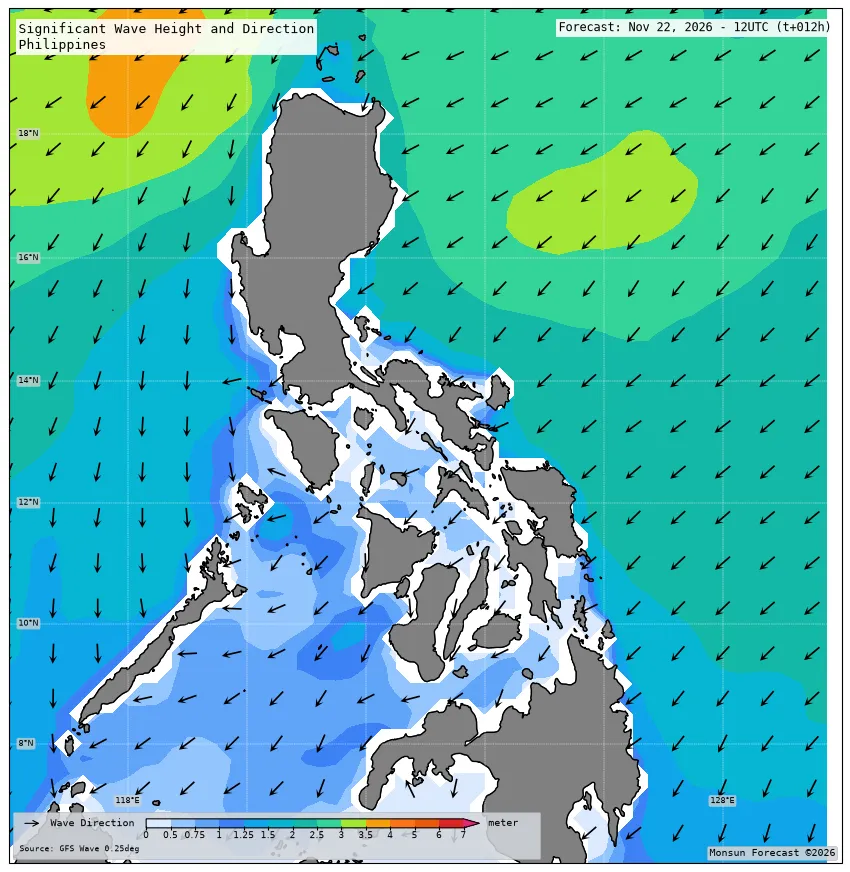 Significant Wave Height and Direction
Philippines
Forecast: Nov 22, 2026 - 12UTC (t+012h)
18°N
16°N
14°N
12°N
10°N
8°N
118°E
128°E
Wave Direction
0 0.5 0.75 1 1.25 1.5 2 2.5 3 3.5 4 5 6 7
meter
Source: GFS Wave 0.25deg
Monsun Forecast ©2026